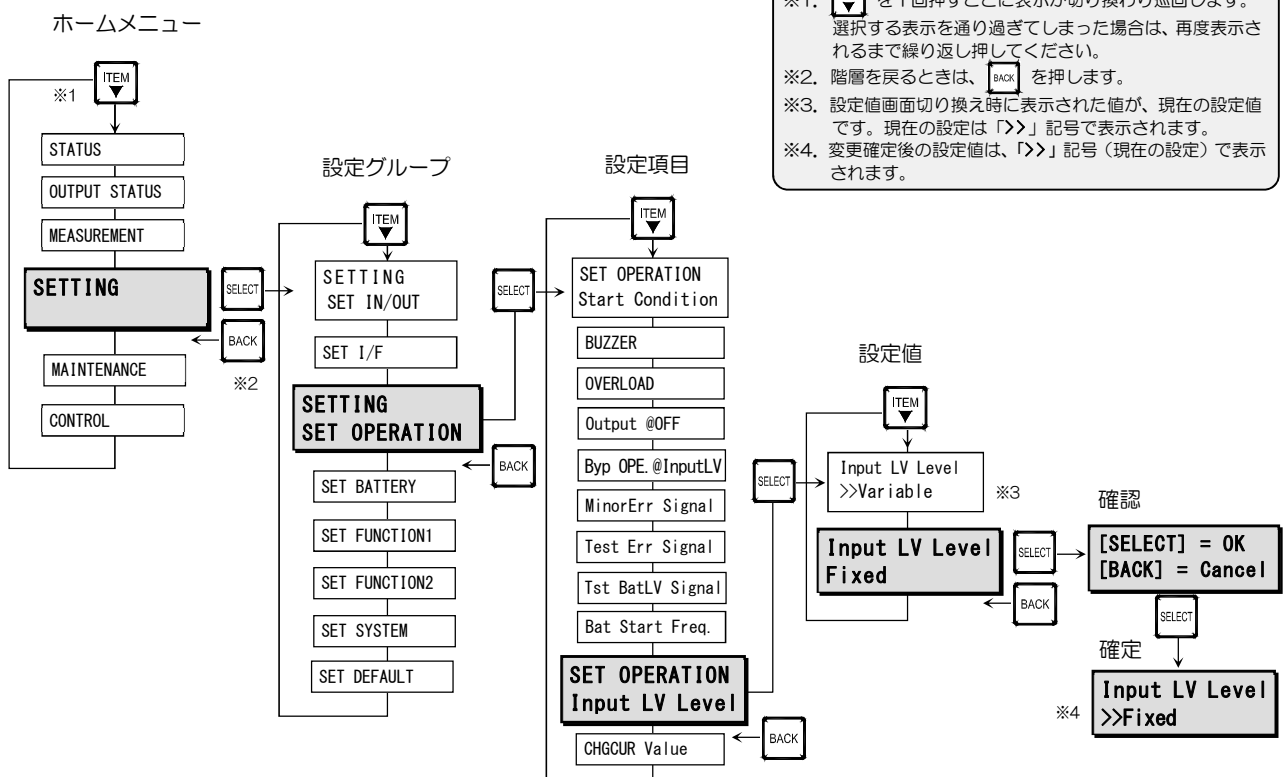 ホームメニュー
※1. ▼ を1回押すごとに表示が切り換わり巡回します。
選択する表示を通り過ぎてしまった場合は、再度表示さ
れるまで繰り返し押してください。
※2. 階層を戻るときは、 BACK を押します。
※3. 設定値画面切り換え時に表示された値が、現在の設定値
です。現在の設定は「>>」記号で表示されます。
※4. 変更確定後の設定値は、「>>」記号（現在の設定）で表示
されます。
※1
ITEM
▼
STATUS
OUTPUT STATUS
MEASUREMENT
SETTING
MAINTENANCE
CONTROL
SELECT
BACK
※2
設定グループ
ITEM
▼
SETTING
SET IN/OUT
SET I/F
SETTING
SET OPERATION
SET BATTERY
SET FUNCTION1
SET FUNCTION2
SET SYSTEM
SET DEFAULT
SELECT
BACK
設定項目
ITEM
▼
SET OPERATION
Start Condition
BUZZER
OVERLOAD
Output @OFF
Byp OPE.@InputLV
MinorErr Signal
Test Err Signal
Tst BatLV Signal
Bat Start Freq.
SET OPERATION
Input LV Level
CHGCUR Value
SELECT
BACK
設定値
ITEM
▼
Input LV Level
>>Variable
※3
Input LV Level
Fixed
SELECT
BACK
確認
[SELECT] = OK
[BACK] = Cancel
SELECT
確定
Input LV Level
>>Fixed
※4